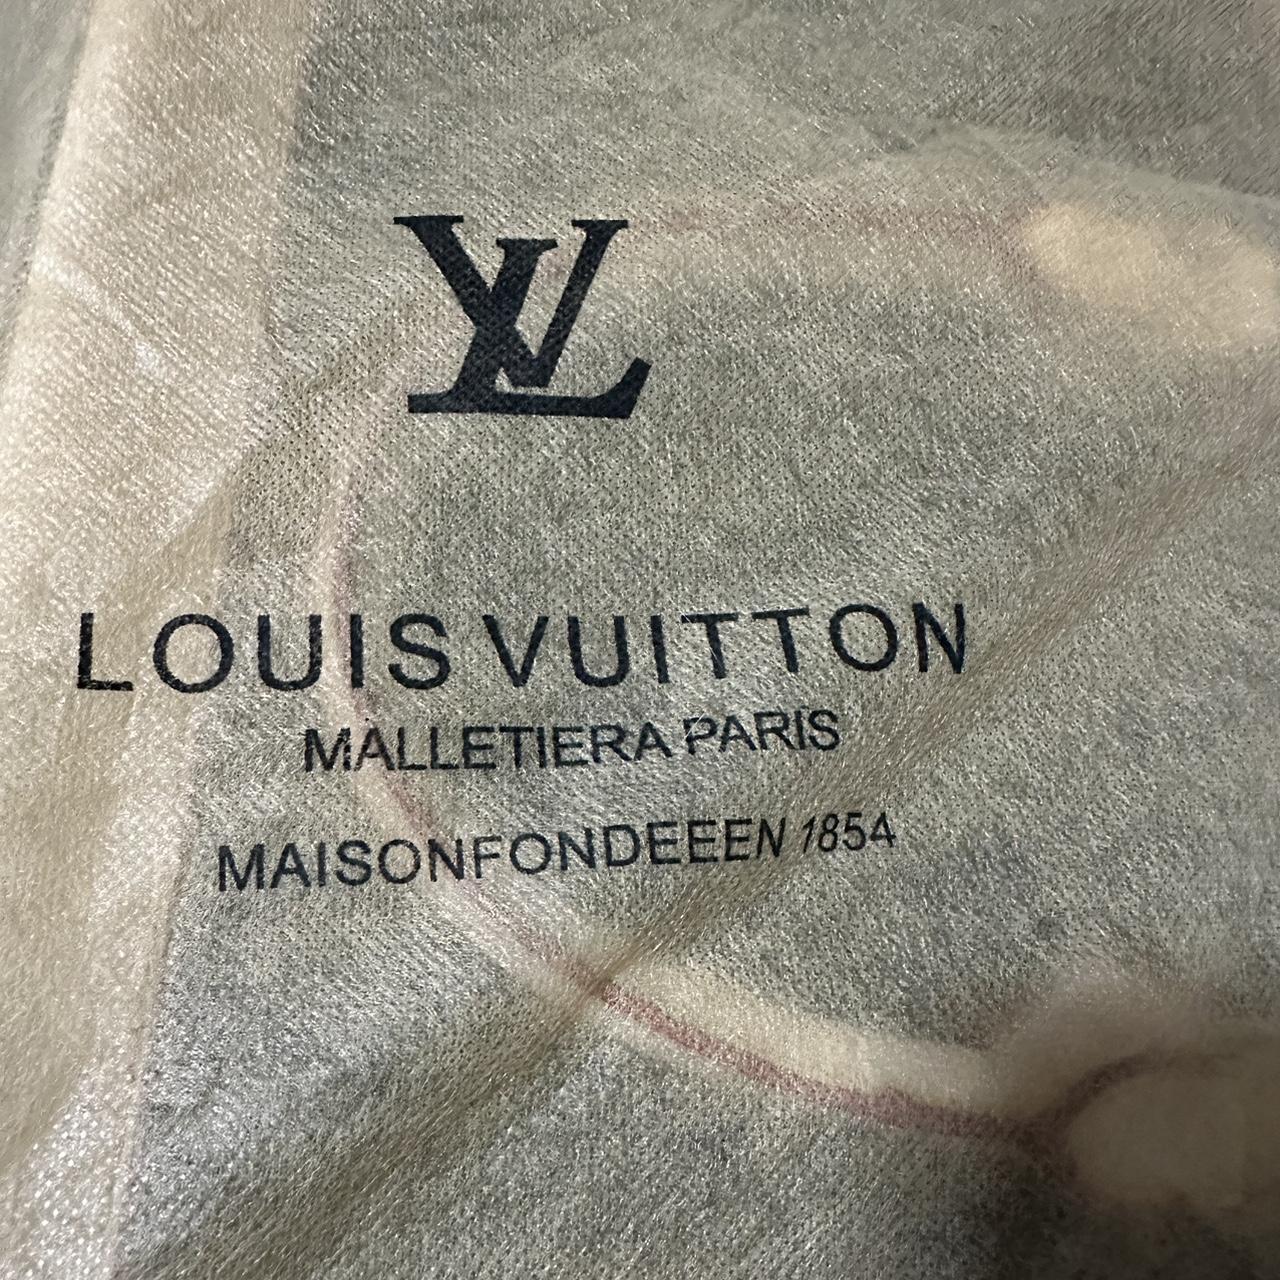 LV
LOUIS VUITTON
MALLETIERA PARIS
MAISONFONDEEEN 1854